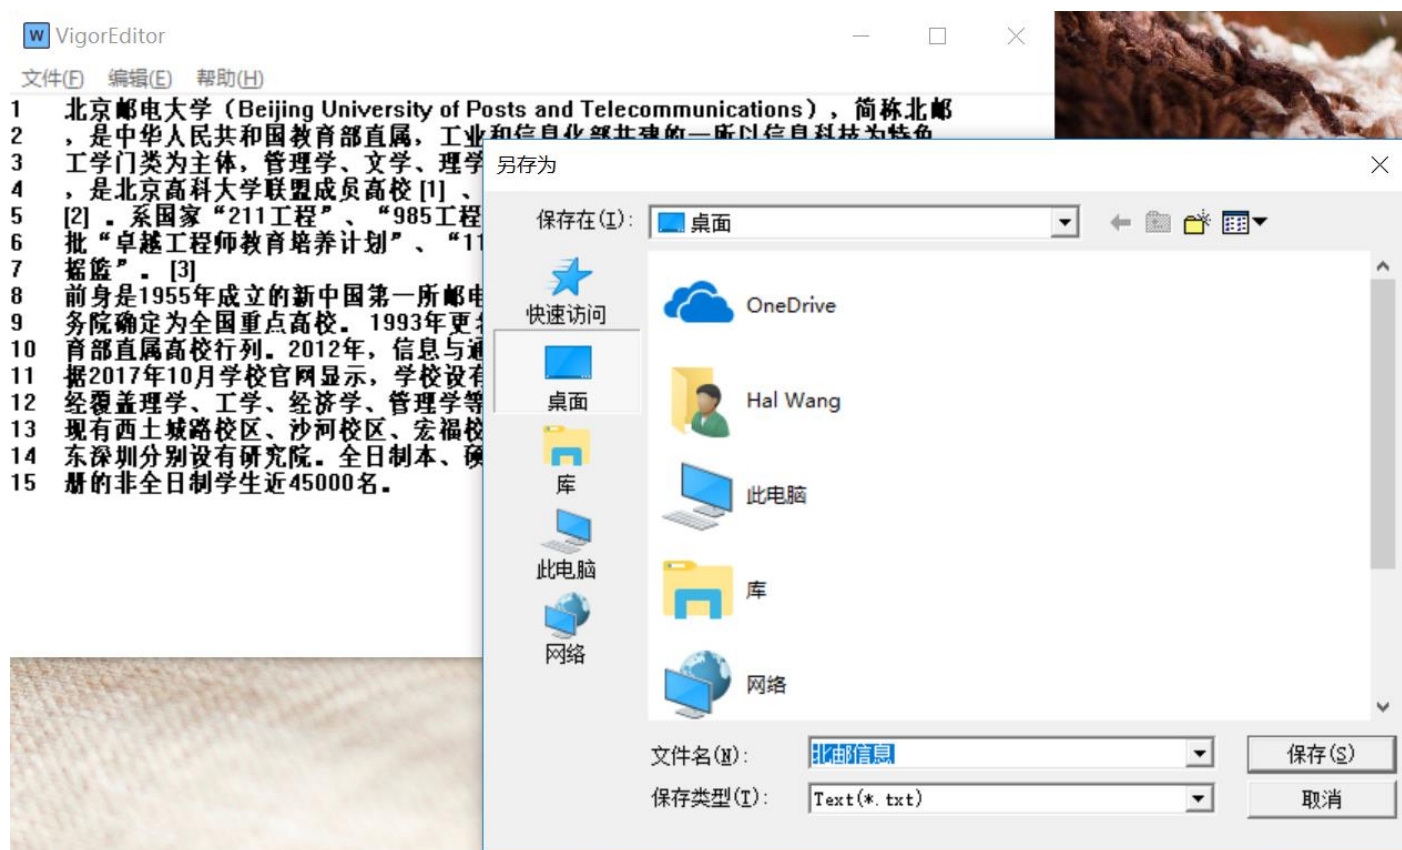 W VigorEditor
文件(F) 编辑(E) 帮助(H)
1 北京邮电大学（Beijing University of Posts and Telecommunications），简称北邮
2 ，是中华人民共和国教育部直属，工业和信息化部共建的一所以信息科技为特色
3 工学门类为主体，管理学、文学、理学
4 ，是北京高科大学联盟成员高校 [1] 、
5 [2] 。系国家“211工程”、“985工程
6 批“卓越工程师教育培养计划”、“11
7 摇篮”。 [3]
8 前身是1955年成立的新中国第一所邮电
9 务院确定为全国重点高校。1993年更名
10 育部直属高校行列。2012年，信息与通
11 据2017年10月学校官网显示，学校设有
12 经覆盖理学、工学、经济学、管理学等
13 现有西土城路校区、沙河校区、宏福校
14 东深圳分别设有研究院。全日制本、硕
15 册的非全日制学生近45000名。
另存为
保存在(I): 桌面
快速访问
桌面
库
此电脑
网络
OneDrive
Hal Wang
此电脑
库
网络
文件名(N): 北邮信息 保存(S)
保存类型(T): Text(*.txt) 取消